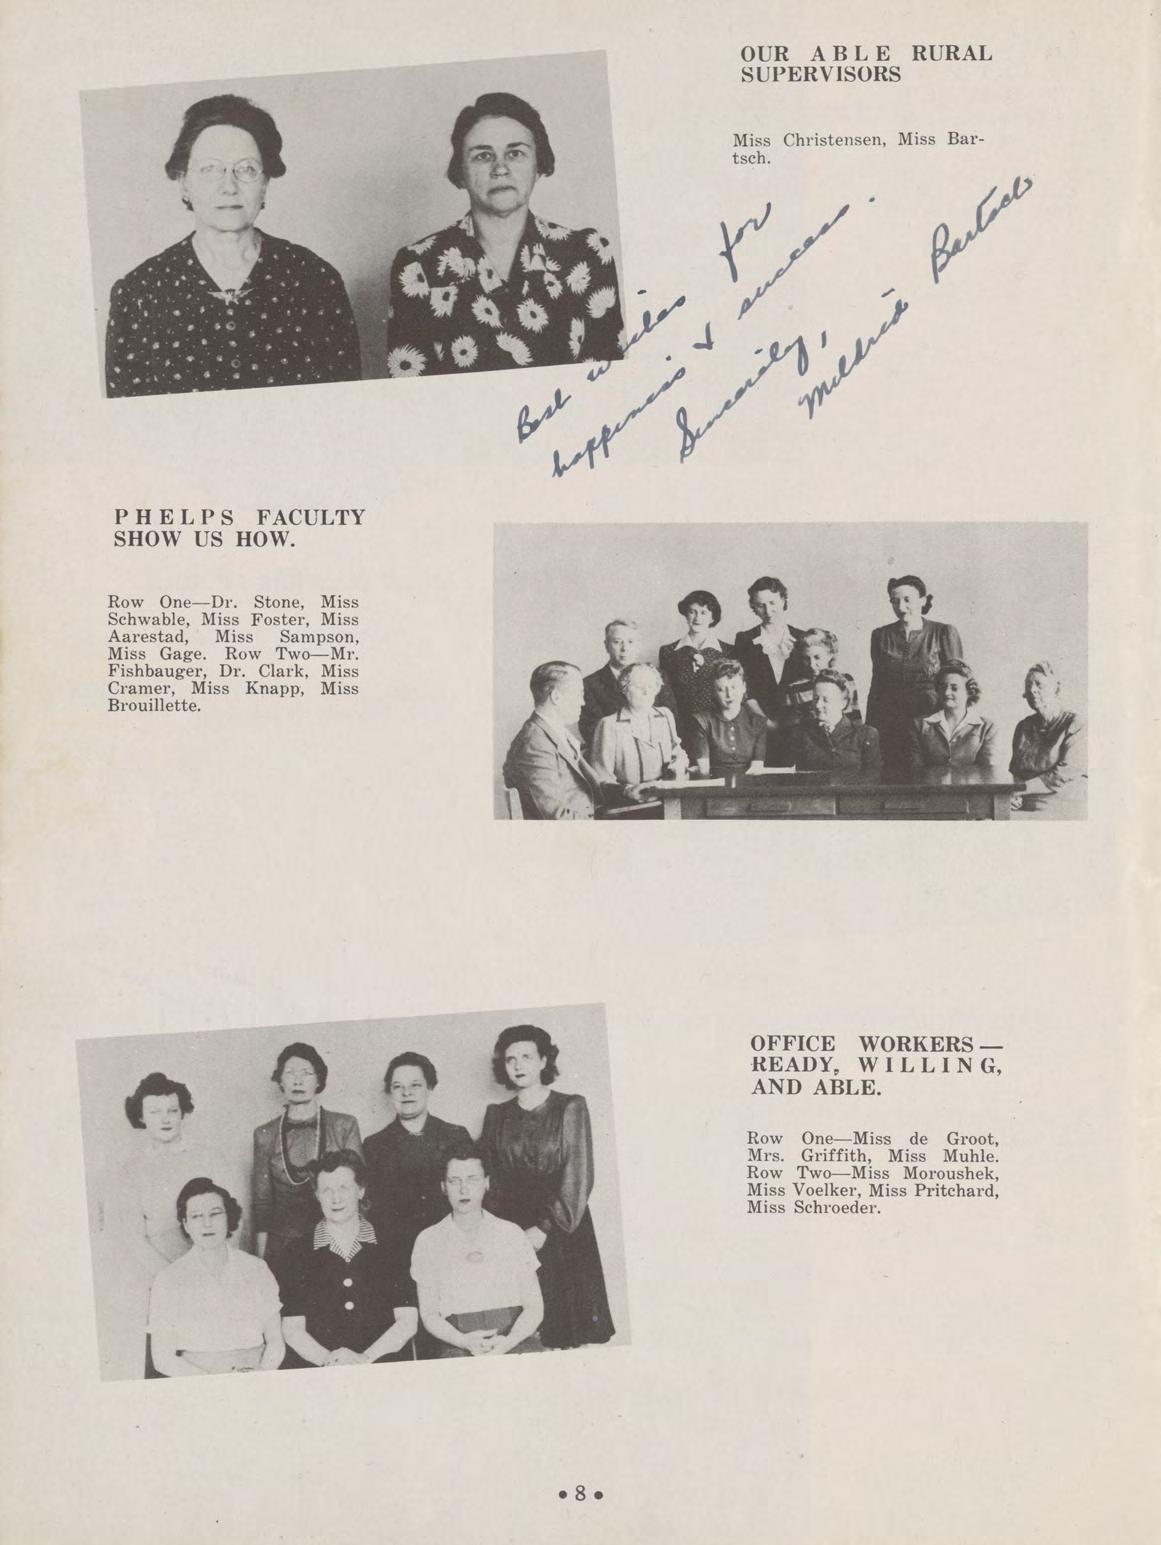 OUR ABLE RURAL
SUPERVISORS
Miss Christensen, Miss Bar-
tsch.
Best wishes for
happiness & success.
Sincerely,
Mildred Bartsch
PHELPS FACULTY
SHOW US HOW.
Row One—Dr. Stone, Miss
Schwable, Miss Foster, Miss
Aarestad, Miss Sampson,
Miss Gage. Row Two—Mr.
Fishbauger, Dr. Clark, Miss
Cramer, Miss Knapp, Miss
Brouillette.
OFFICE WORKERS—
READY, WILLING,
AND ABLE.
Row One—Miss de Groot,
Mrs. Griffith, Miss Muhle.
Row Two—Miss Moroushek,
Miss Voelker, Miss Pritchard,
Miss Schroeder.
• 8 •